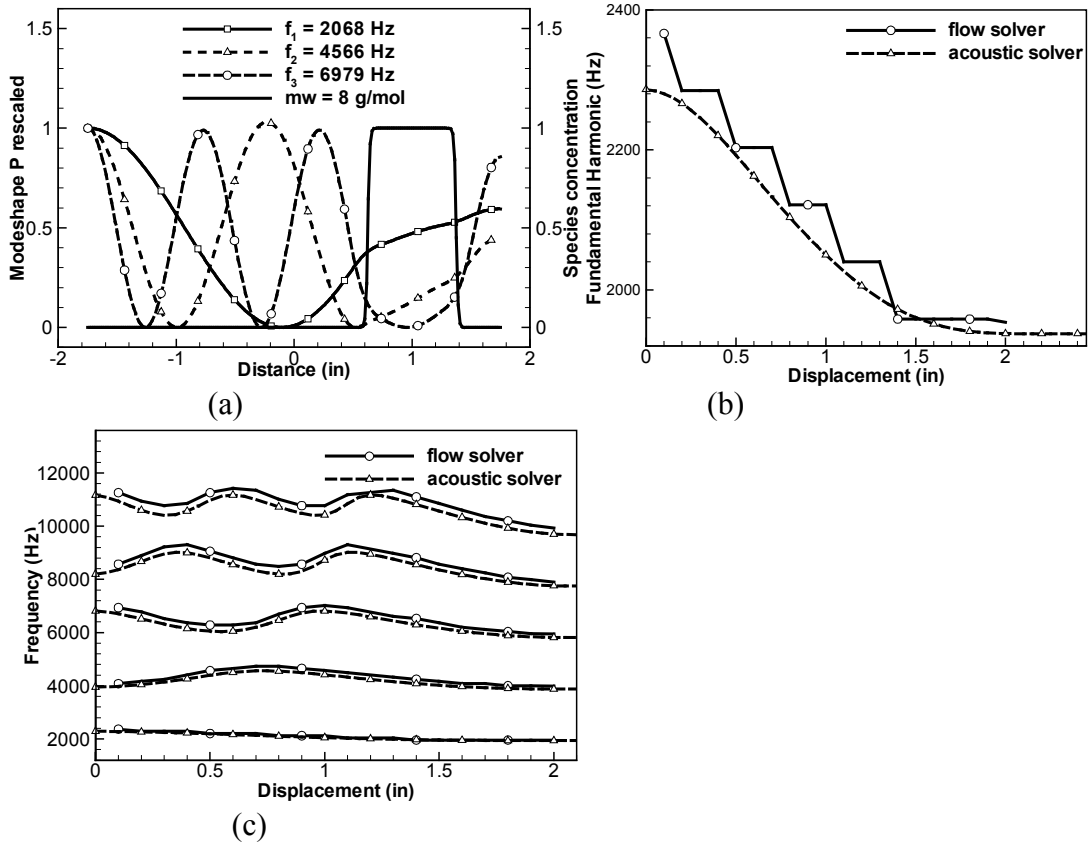 1.5
1
0.5
0
Modeshape P rescaled
f1 = 2068 Hz
f2 = 4566 Hz
f3 = 6979 Hz
mw = 8 g/mol
1.5
1
0.5
0
Species concentration
-2 -1 0 1 2
Distance (in)
(a)
2400
2200
2000
Fundamental Harmonic (Hz)
flow solver
acoustic solver
0 0.5 1 1.5 2
Displacement (in)
(b)
12000
10000
8000
6000
4000
2000
Frequency (Hz)
flow solver
acoustic solver
0 0.5 1 1.5 2
Displacement (in)
(c)